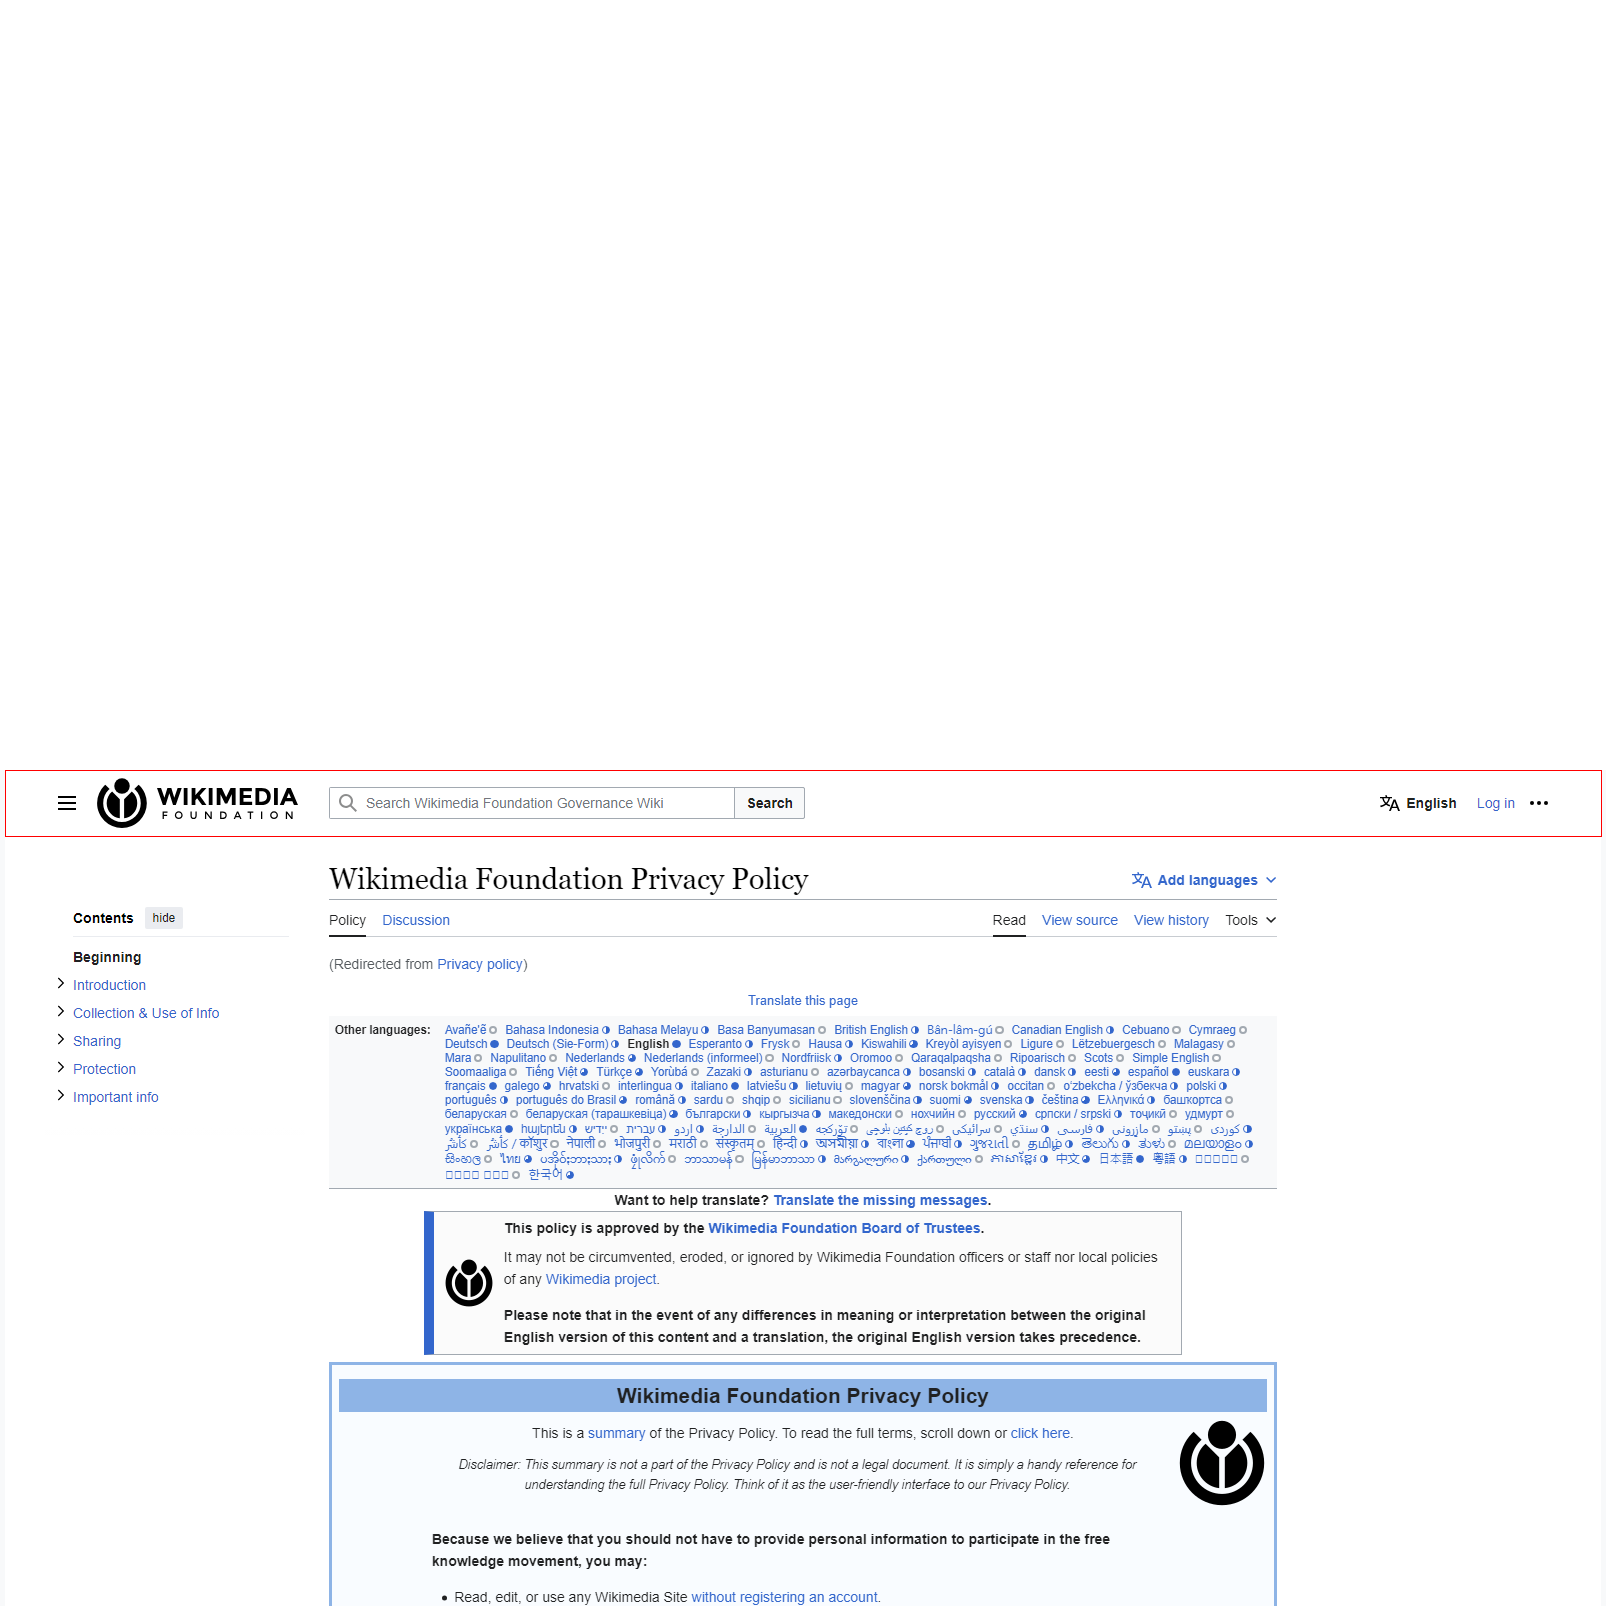 WIKIMEDIA
FOUNDATION
Search Wikimedia Foundation Governance Wiki
Search
English
Log in
Wikimedia Foundation Privacy Policy
Add languages
Contents hide
Policy Discussion
Read View source View history Tools
Beginning
Introduction
Collection & Use of Info
Sharing
Protection
Important info
(Redirected from Privacy policy)
Translate this page
Other languages:
Avañe'ẽ Bahasa Indonesia Bahasa Melayu Basa Banyumasan British English Bân-lâm-gú Canadian English Cebuano Cymraeg
Deutsch Deutsch (Sie-Form) English Esperanto Frysk Hausa Kiswahili Kreyòl ayisyen Ligure Lëtzebuergesch Malagasy
Mara Napulitano Nederlands Nederlands (informeel) Nordfriisk Oromoo Qaraqalpaqsha Ripoarisch Scots Simple English
Soomaaliga Tiếng Việt Türkçe Yorùbá Zazaki asturianu azərbaycanca bosanski català dansk eesti español euskara
français galego hrvatski interlingua italiano latviešu lietuvių magyar norsk bokmål occitan oʻzbekcha / ўзбекча polski
português português do Brasil română sardu shqip sicilianu slovenščina suomi svenska čeština Ελληνικά башкортса
беларуская беларуская (тарашкевіца) български кыргызча македонски нохчийн русский српски / srpski тоҷикӣ удмурт
українська հայերեն ייִדיש עברית اردو الدارجة العربية تۆرکجه روچ کپتین بلوچی سرائیکی سنڌي فارسی مازِرونی پښتو کوردی
کأشُر कॉशुर / کأشُر नेपाली भोजपुरी मराठी संस्कृतम् हिन्दी অসমীয়া বাংলা ਪੰਜਾਬੀ ગુજરાતી தமிழ் తెలుగు ತುಳು മലയാളം
සිංහල ไทย ပအိုဝ်ႏဘာႏသာႏ ဖၠုံလိက် ဘာသာမန် မြန်မာဘာသာ მარგალური ქართული ភាសាខ្មែរ 中文 日本語 粵語
한국어
Want to help translate? Translate the missing messages.
This policy is approved by the Wikimedia Foundation Board of Trustees.
It may not be circumvented, eroded, or ignored by Wikimedia Foundation officers or staff nor local policies
of any Wikimedia project.
Please note that in the event of any differences in meaning or interpretation between the original
English version of this content and a translation, the original English version takes precedence.
Wikimedia Foundation Privacy Policy
This is a summary of the Privacy Policy. To read the full terms, scroll down or click here.
Disclaimer: This summary is not a part of the Privacy Policy and is not a legal document. It is simply a handy reference for
understanding the full Privacy Policy. Think of it as the user-friendly interface to our Privacy Policy.
Because we believe that you should not have to provide personal information to participate in the free
knowledge movement, you may:
Read, edit, or use any Wikimedia Site without registering an account.